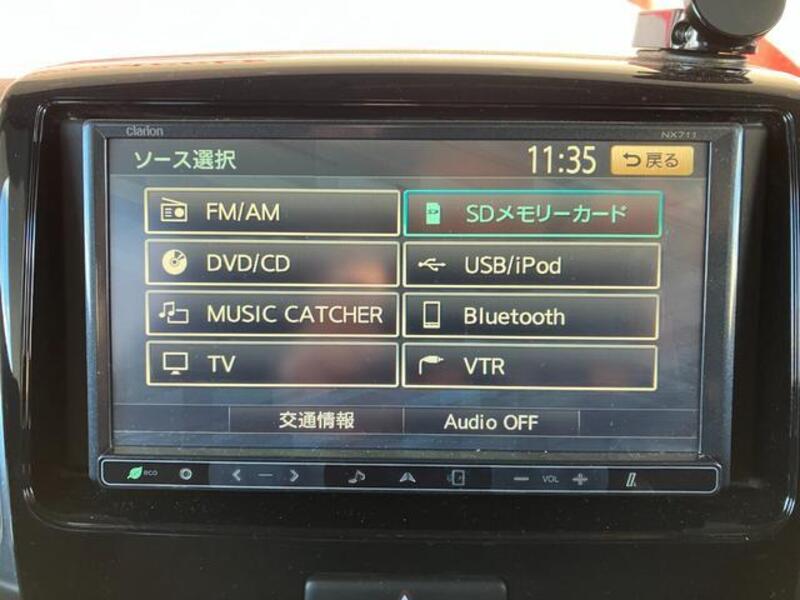 clarion
NX711
ソース選択
11:35
戻る
FM/AM
SDメモリーカード
DVD/CD
USB/iPod
MUSIC CATCHER
Bluetooth
TV
VTR
交通情報
Audio OFF
eco
VOL